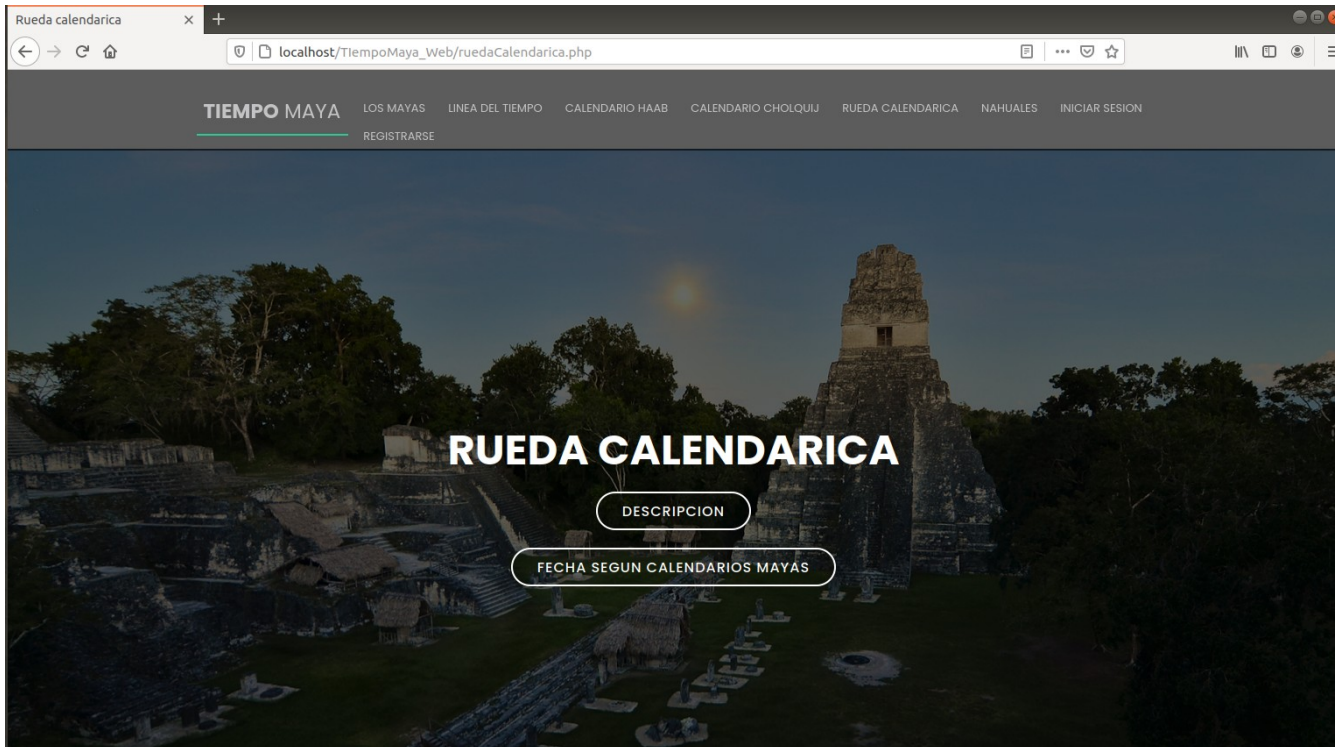 Rueda calendarica
localhost/TIempoMaya_Web/ruedaCalendarica.php
TIEMPO MAYA LOS MAYAS LINEA DEL TIEMPO CALENDARIO HAAB CALENDARIO CHOLQUIJ RUEDA CALENDARICA NAHUALES INICIAR SESION
REGISTRARSE
RUEDA CALENDARICA
DESCRIPCION
FECHA SEGUN CALENDARIOS MAYAS